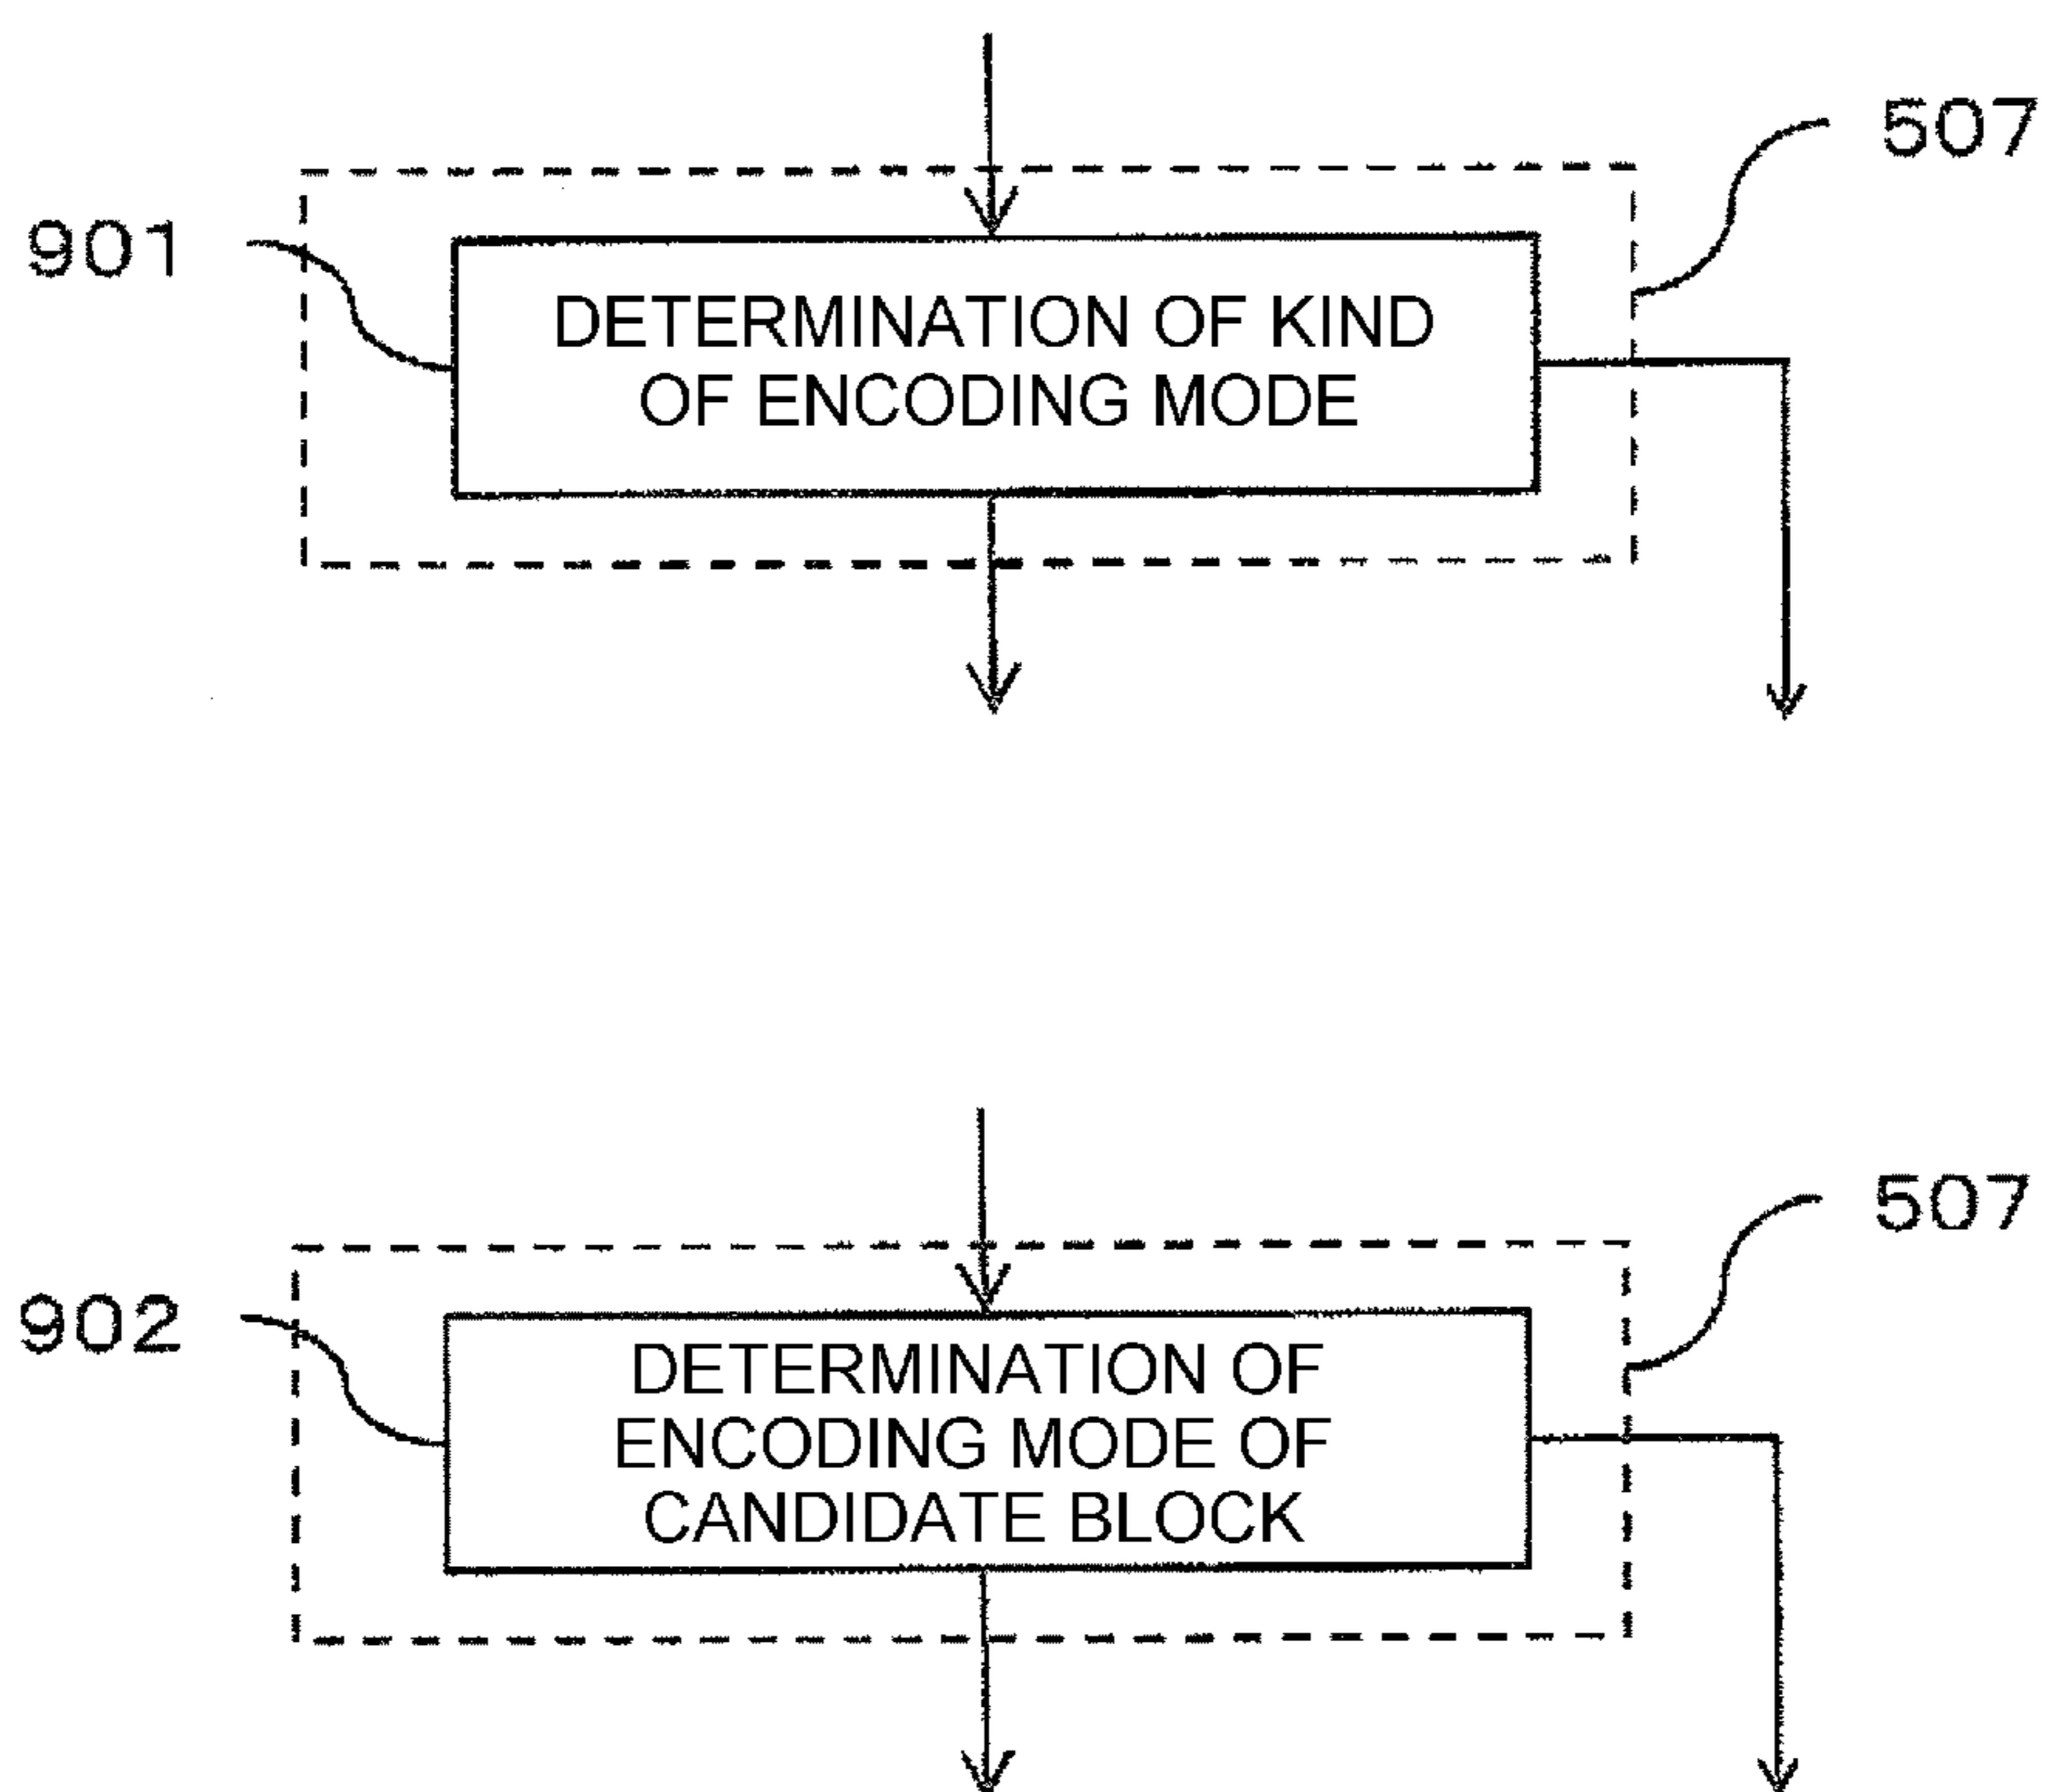 507
901
DETERMINATION OF KIND
OF ENCODING MODE
507
902
DETERMINATION OF
ENCODING MODE OF
CANDIDATE BLOCK